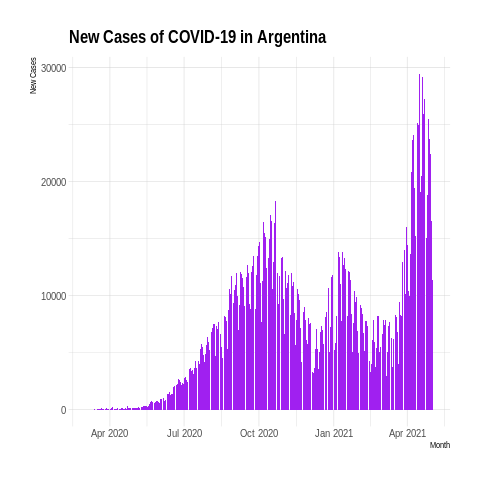 New Cases of COVID-19 in Argentina
New Cases
30000
20000
10000
0
Apr 2020 Jul 2020 Oct 2020 Jan 2021 Apr 2021
Month